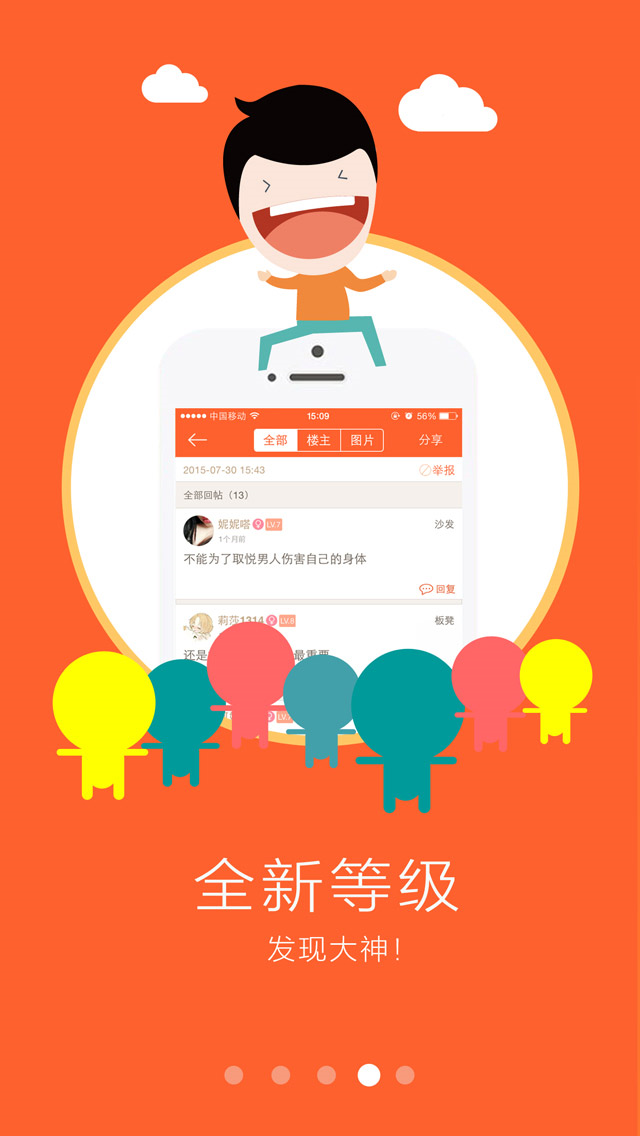 中国移动 15:09 56%
全部 楼主 图片 分享
2015-07-30 15:43 举报
全部回帖（13）
妮妮嗒 LV.7 沙发
1个月前
不能为了取悦男人伤害自己的身体
回复
莉莎1314 LV.8 板凳
还是
最重要
全新等级
发现大神！